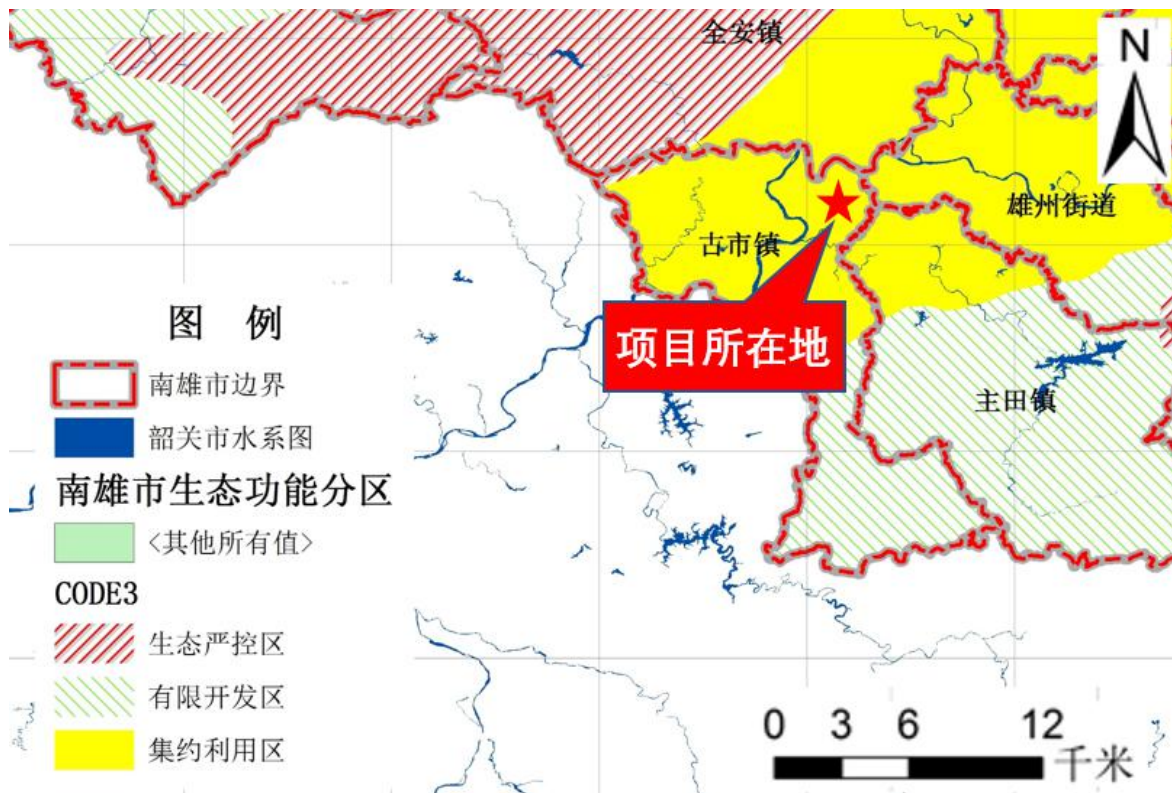 全安镇
N
雄州街道
古市镇
项目所在地
主田镇
图 例
南雄市边界
韶关市水系图
南雄市生态功能分区
<其他所有值>
CODE3
生态严控区
有限开发区
集约利用区
0 3 6 12
千米